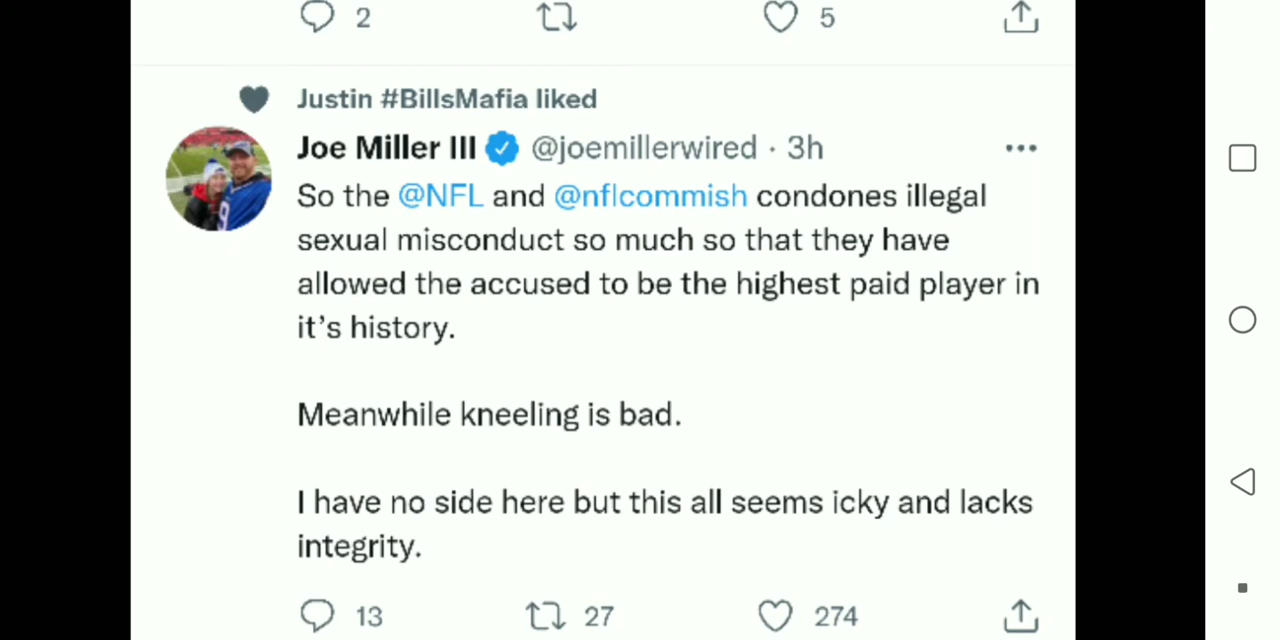 2 5
Justin #BillsMafia liked
Joe Miller III @joemillerwired · 3h
So the @NFL and @nflcommish condones illegal
sexual misconduct so much so that they have
allowed the accused to be the highest paid player in
it's history.
Meanwhile kneeling is bad.
I have no side here but this all seems icky and lacks
integrity.
13 27 274